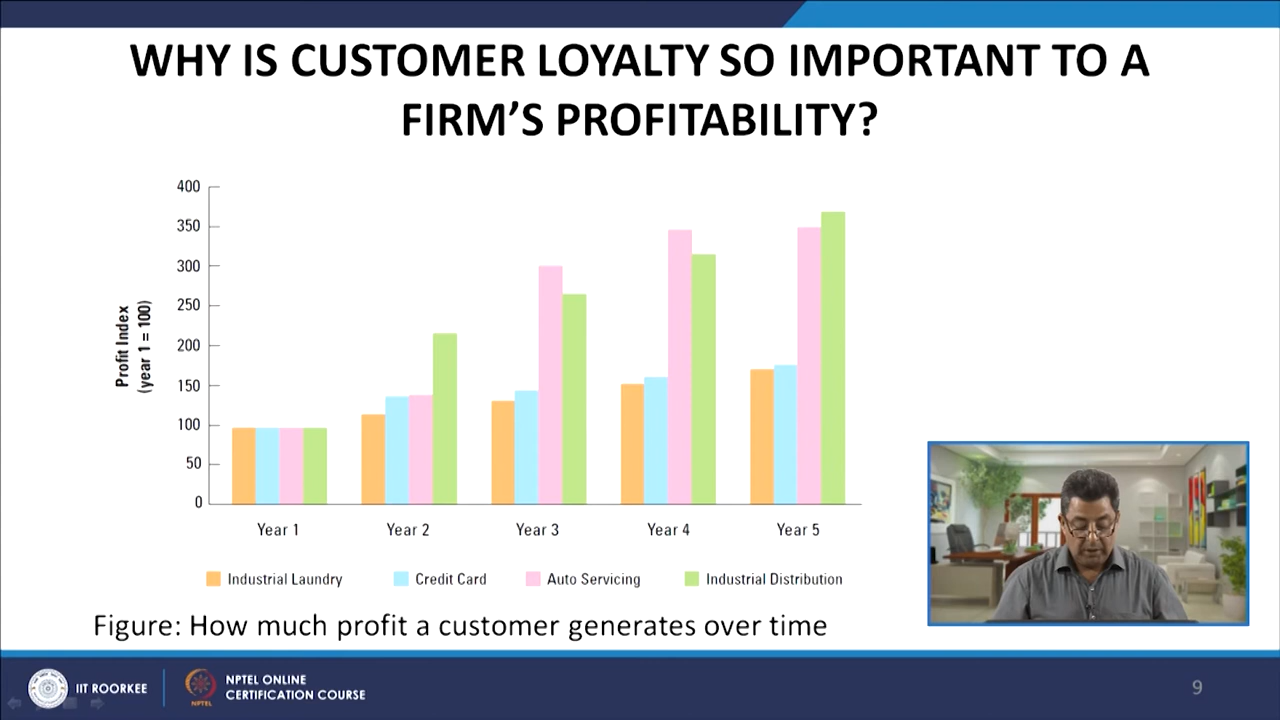 WHY IS CUSTOMER LOYALTY SO IMPORTANT TO A
FIRM’S PROFITABILITY?
400
350
300
250
200
150
100
50
0
Profit Index
(year 1 = 100)
Year 1
Year 2
Year 3
Year 4
Year 5
Industrial Laundry
Credit Card
Auto Servicing
Industrial Distribution
Figure: How much profit a customer generates over time
IIT ROORKEE
NPTEL
NPTEL ONLINE
CERTIFICATION COURSE
9